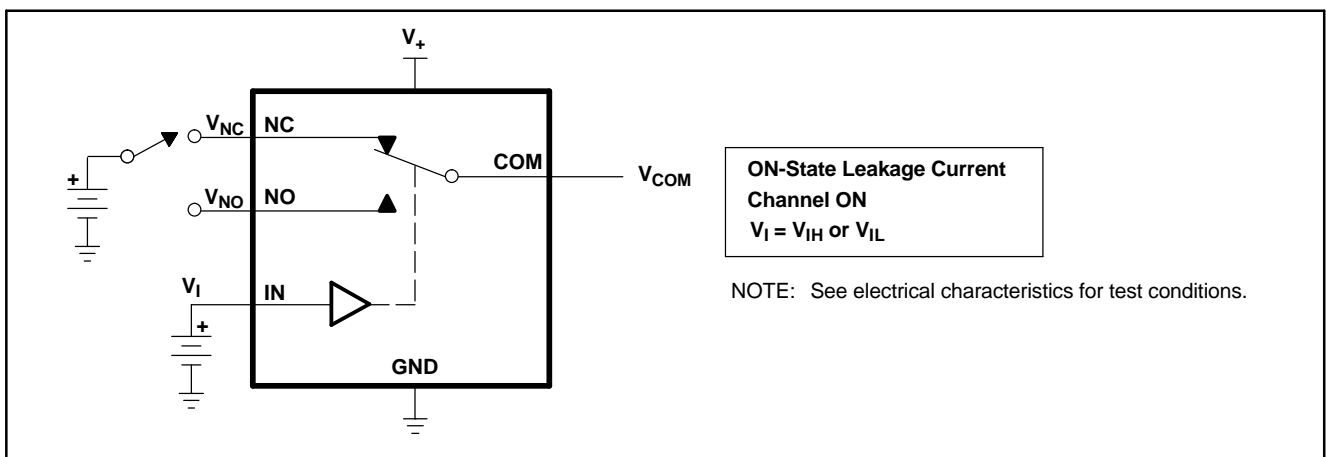 V+
VNC NC
COM
VCOM
VNO NO
VI IN
+
+
GND
ON-State Leakage Current
Channel ON
VI = VIH or VIL
NOTE: See electrical characteristics for test conditions.